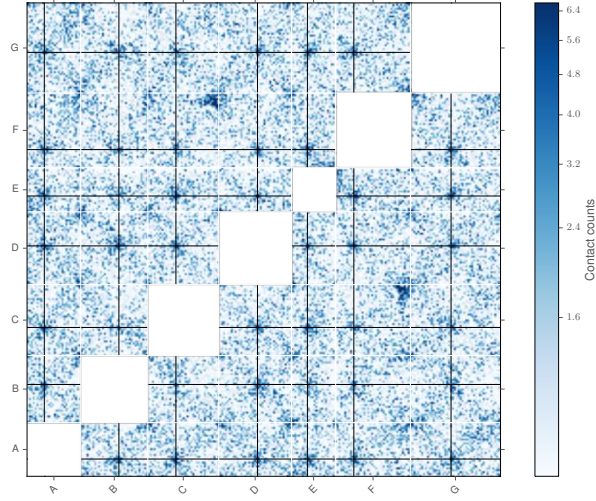 G
F
E
D
C
B
A
A B C D E F G
6.4
5.6
4.8
4.0
3.2
2.4
1.6
Contact counts